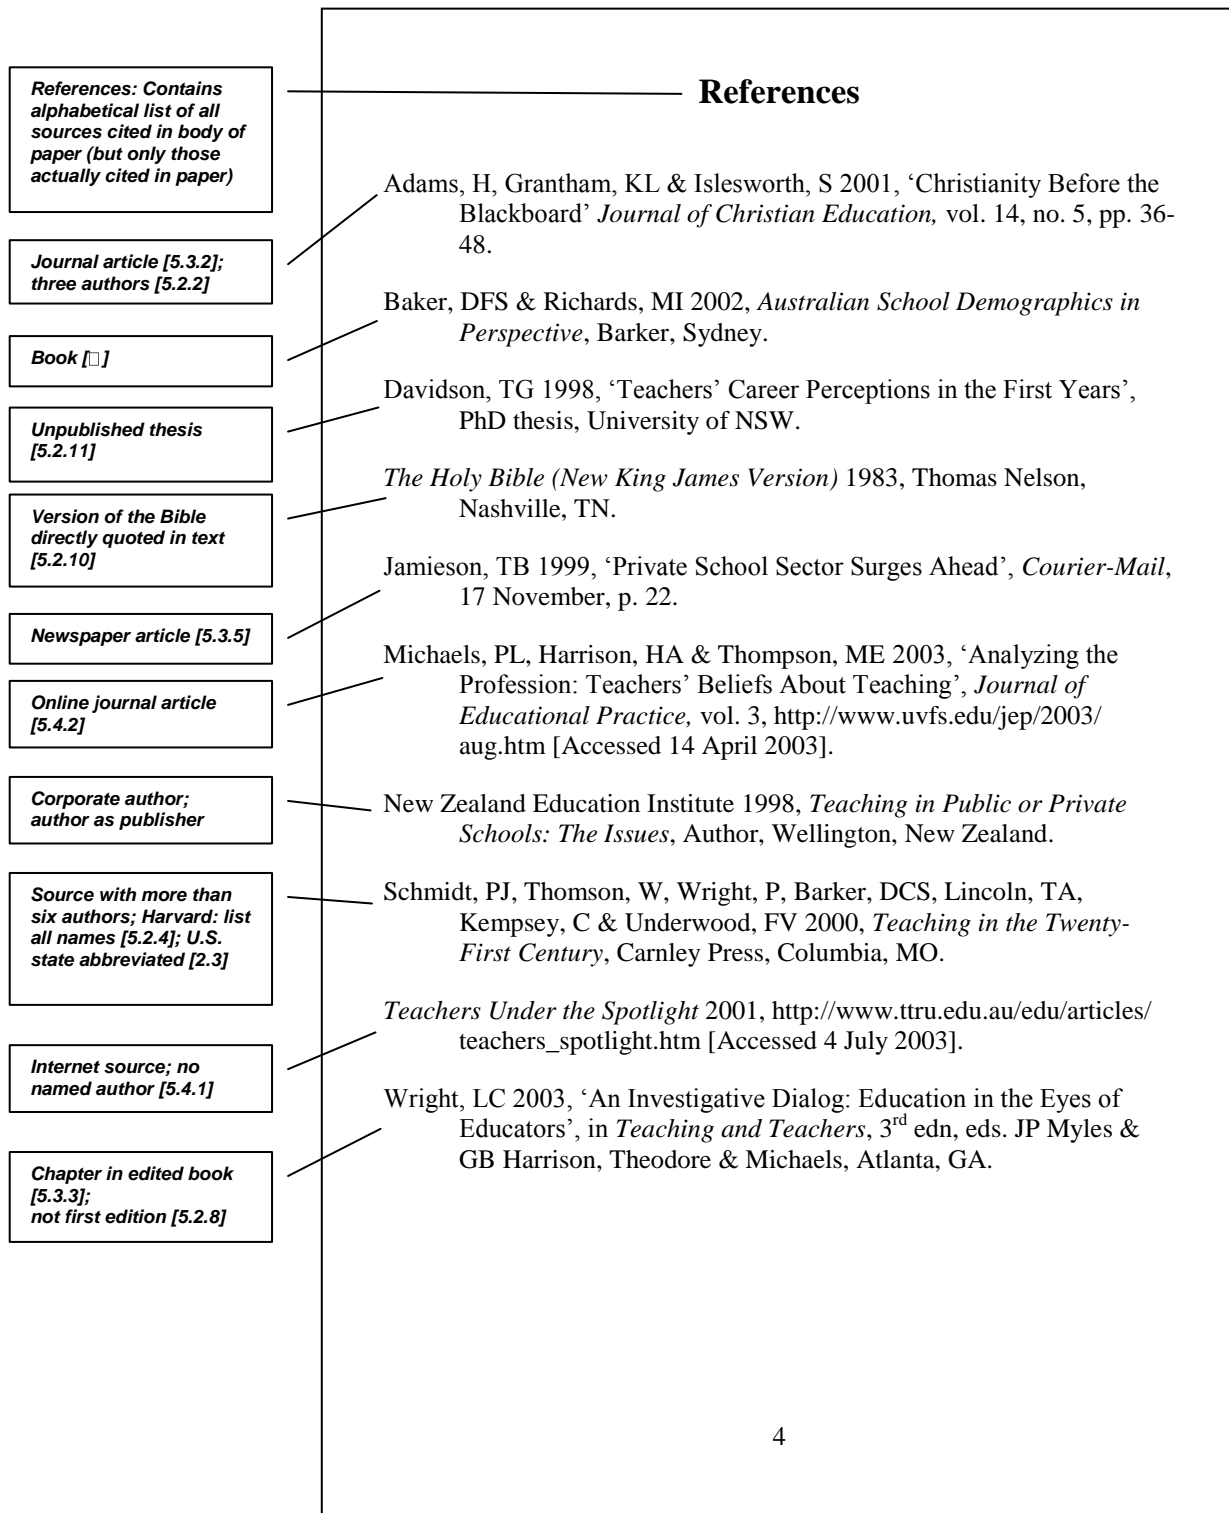 References: Contains
alphabetical list of all
sources cited in body of
paper (but only those
actually cited in paper)
Journal article [5.3.2];
three authors [5.2.2]
Book [□]
Unpublished thesis
[5.2.11]
Version of the Bible
directly quoted in text
[5.2.10]
Newspaper article [5.3.5]
Online journal article
[5.4.2]
Corporate author;
author as publisher
Source with more than
six authors; Harvard: list
all names [5.2.4]; U.S.
state abbreviated [2.3]
Internet source; no
named author [5.4.1]
Chapter in edited book
[5.3.3];
not first edition [5.2.8]
References
Adams, H, Grantham, KL & Islesworth, S 2001, ‘Christianity Before the
Blackboard’ Journal of Christian Education, vol. 14, no. 5, pp. 36-
48.
Baker, DFS & Richards, MI 2002, Australian School Demographics in
Perspective, Barker, Sydney.
Davidson, TG 1998, ‘Teachers’ Career Perceptions in the First Years’,
PhD thesis, University of NSW.
The Holy Bible (New King James Version) 1983, Thomas Nelson,
Nashville, TN.
Jamieson, TB 1999, ‘Private School Sector Surges Ahead’, Courier-Mail,
17 November, p. 22.
Michaels, PL, Harrison, HA & Thompson, ME 2003, ‘Analyzing the
Profession: Teachers’ Beliefs About Teaching’, Journal of
Educational Practice, vol. 3, http://www.uvfs.edu/jep/2003/
aug.htm [Accessed 14 April 2003].
New Zealand Education Institute 1998, Teaching in Public or Private
Schools: The Issues, Author, Wellington, New Zealand.
Schmidt, PJ, Thomson, W, Wright, P, Barker, DCS, Lincoln, TA,
Kempsey, C & Underwood, FV 2000, Teaching in the Twenty-
First Century, Carnley Press, Columbia, MO.
Teachers Under the Spotlight 2001, http://www.ttru.edu.au/edu/articles/
teachers_spotlight.htm [Accessed 4 July 2003].
Wright, LC 2003, ‘An Investigative Dialog: Education in the Eyes of
Educators’, in Teaching and Teachers, 3rd edn, eds. JP Myles &
GB Harrison, Theodore & Michaels, Atlanta, GA.
4